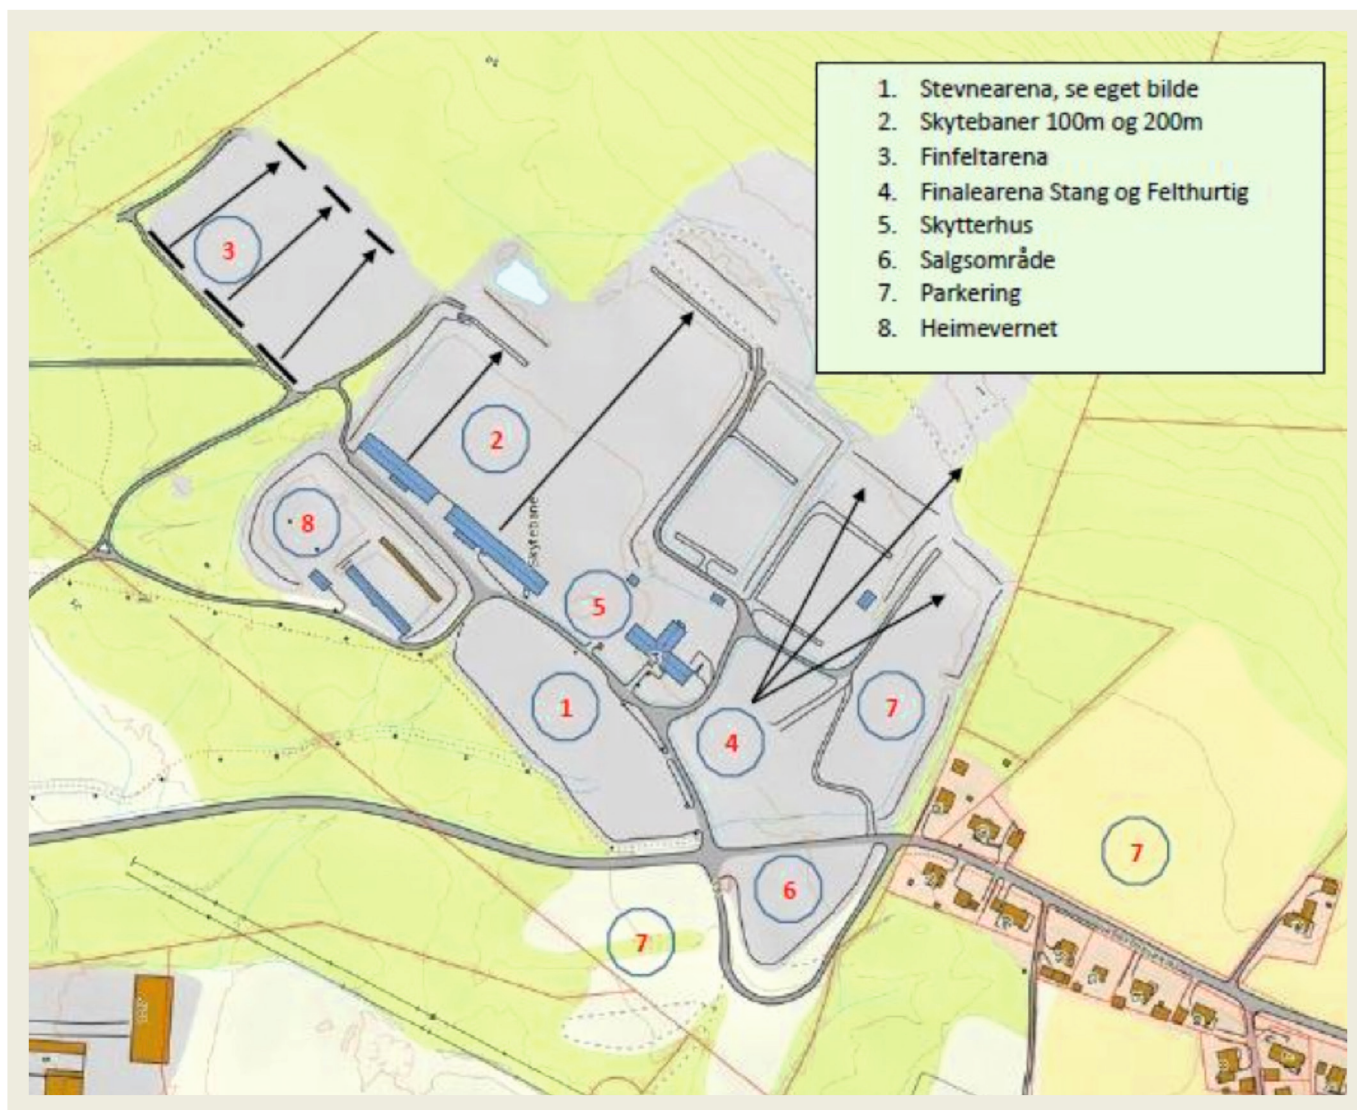 1. Stevnearena, se eget bilde
2. Skytebaner 100m og 200m
3. Finfeltarena
4. Finalearena Stang og Felthurtig
5. Skytterhus
6. Salgsområde
7. Parkering
8. Heimevernet
3
2
8
Skytebane
5
1
7
4
7
6
7